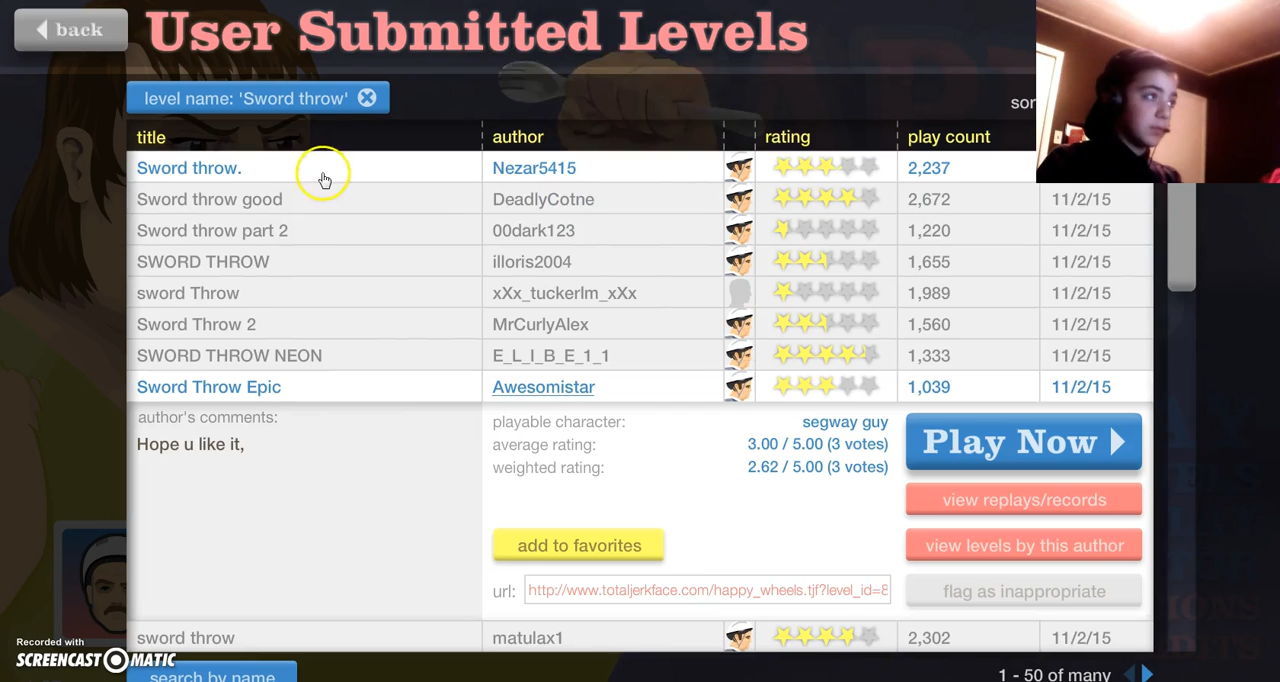 back
User Submitted Levels
level name: 'Sword throw'
sor
title author rating play count
Sword throw. Nezar5415 2,237
Sword throw good DeadlyCotne 2,672 11/2/15
Sword throw part 2 00dark123 1,220 11/2/15
SWORD THROW illoris2004 1,655 11/2/15
sword Throw xXx_tuckerlm_xXx 1,989 11/2/15
Sword Throw 2 MrCurlyAlex 1,560 11/2/15
SWORD THROW NEON E_L_I_B_E_1_1 1,333 11/2/15
Sword Throw Epic Awesomistar 1,039 11/2/15
author's comments:
Hope u like it,
playable character: segway guy
average rating: 3.00 / 5.00 (3 votes)
weighted rating: 2.62 / 5.00 (3 votes)
Play Now
view replays/records
add to favorites
view levels by this author
url: http://www.totaljerkface.com/happy_wheels.tjf?level_id=8
flag as inappropriate
sword throw matulax1 2,302 11/2/15
Recorded with
SCREENCAST-O-MATIC
search by name
1 - 50 of many